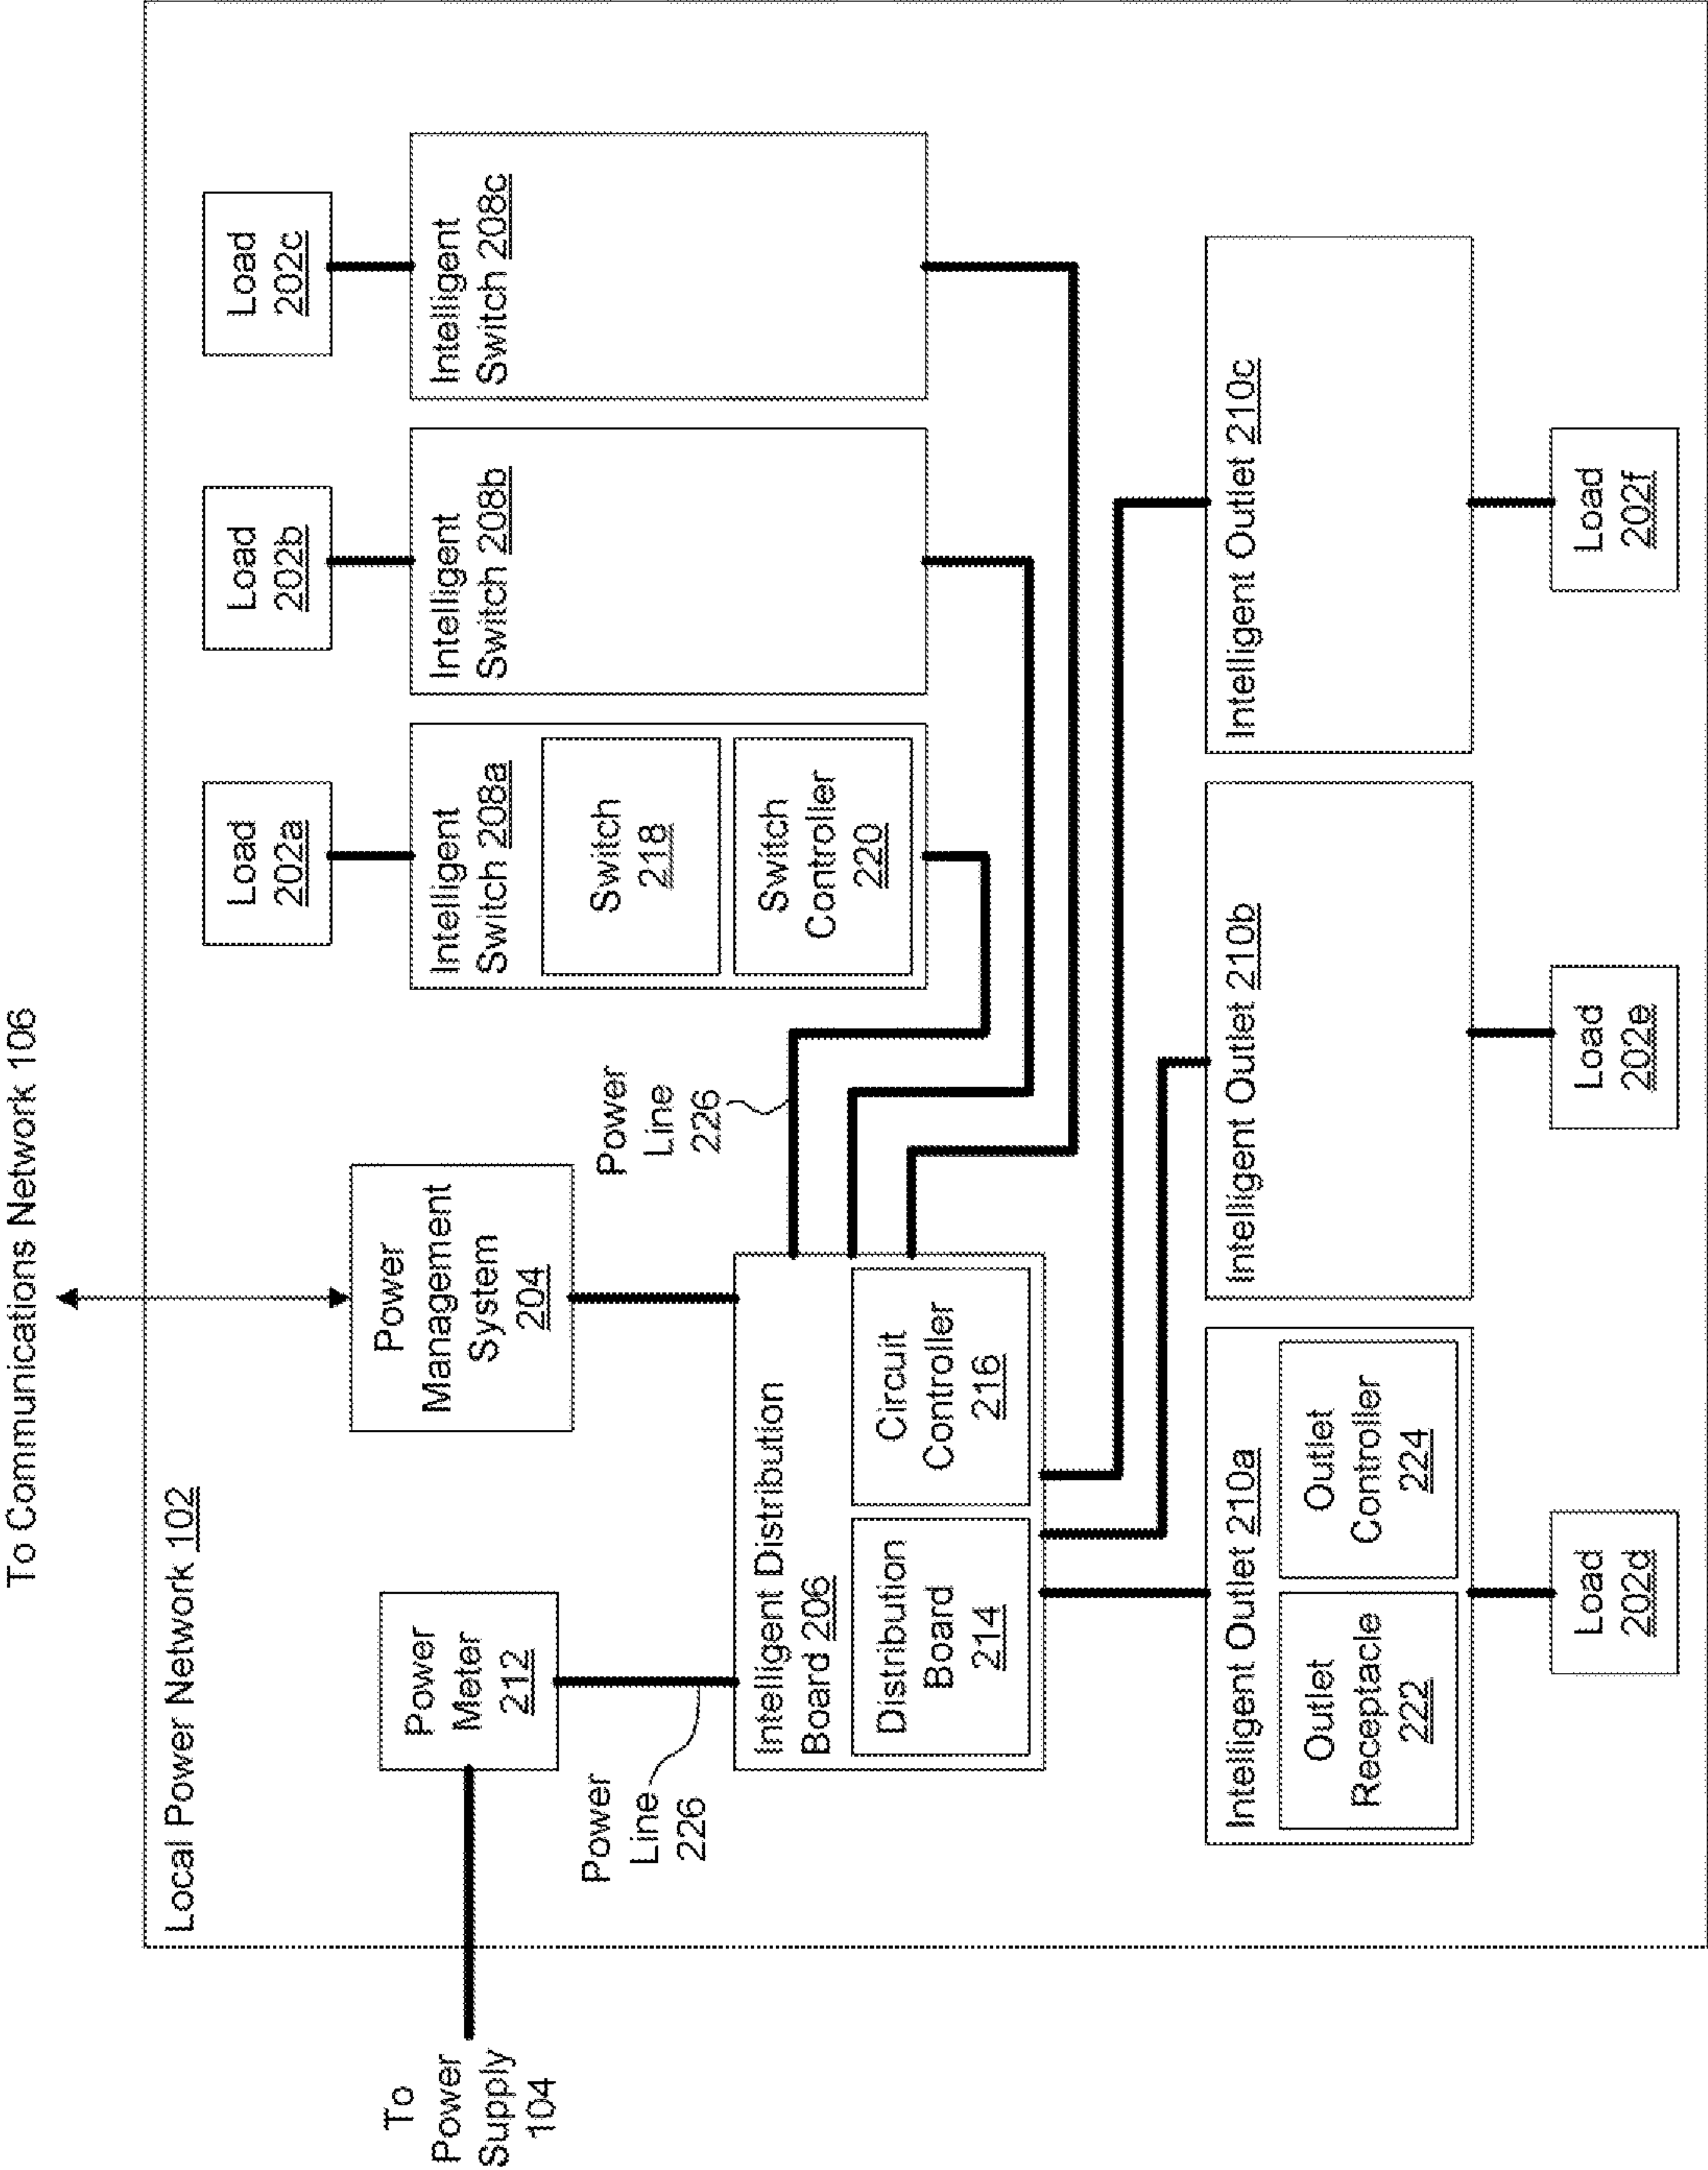 To Communications Network 106
Local Power Network 102
To
Power
Supply
104
Power
Meter
212
Power
Line
226
Power
Management
System
204
Power
Line
226
Load
202a
Load
202b
Load
202c
Intelligent
Switch 208a
Switch
218
Switch
Controller
220
Intelligent
Switch 208b
Intelligent
Switch 208c
Intelligent Distribution
Board 206
Distribution
Board
214
Circuit
Controller
216
Intelligent Outlet 210a
Outlet
Receptacle
222
Outlet
Controller
224
Intelligent Outlet 210b
Intelligent Outlet 210c
Load
202d
Load
202e
Load
202f